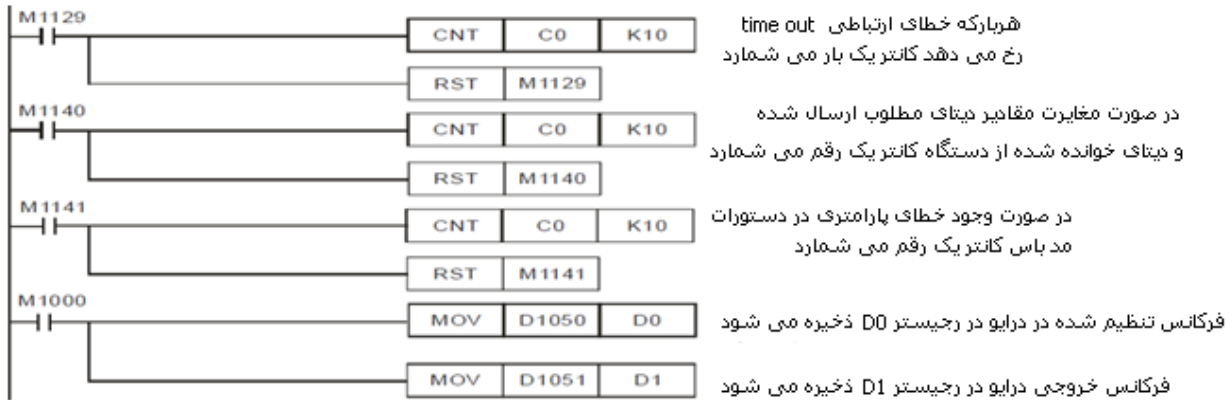 M1129
CNT C0 K10
هربارکه خطای ارتباطی time out
رخ می دهد کانتر یک بار می شمارد
RST M1129
M1140
CNT C0 K10
در صورت مغایرت مقادیر دیتای مطلوب ارسال شده
و دیتای خوانده شده از دستگاه کانتر یک رقم می شمارد
RST M1140
M1141
CNT C0 K10
در صورت وجود خطای پارامتری در دستورات
مد باس کانتر یک رقم می شمارد
RST M1141
M1000
MOV D1050 D0
فرکانس تنظیم شده در درایو در رجیستر D0 ذخیره می شود
MOV D1051 D1
فرکانس خروجی درایو در رجیستر D1 ذخیره می شود